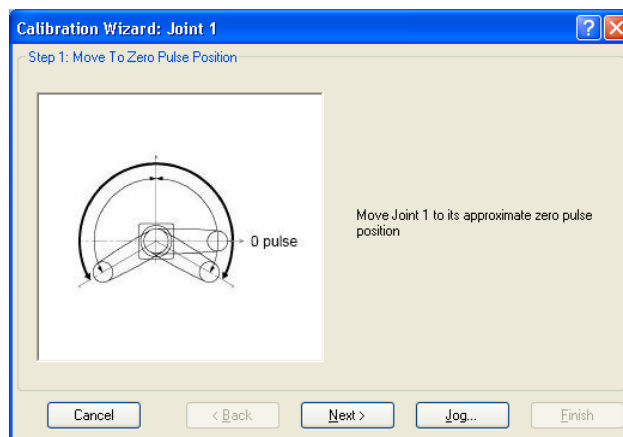 Calibration Wizard: Joint 1
Step 1: Move To Zero Pulse Position
0 pulse
Move Joint 1 to its approximate zero pulse
position
Cancel
< Back
Next >
Jog...
Finish